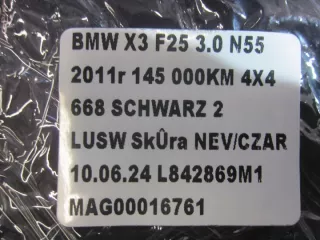 BMW X3 F25 3.0 N55
2011r 145 000KM 4X4
668 SCHWARZ 2
LUSW SkÛra NEV/CZAR
10.06.24 L842869M1
MAG00016761